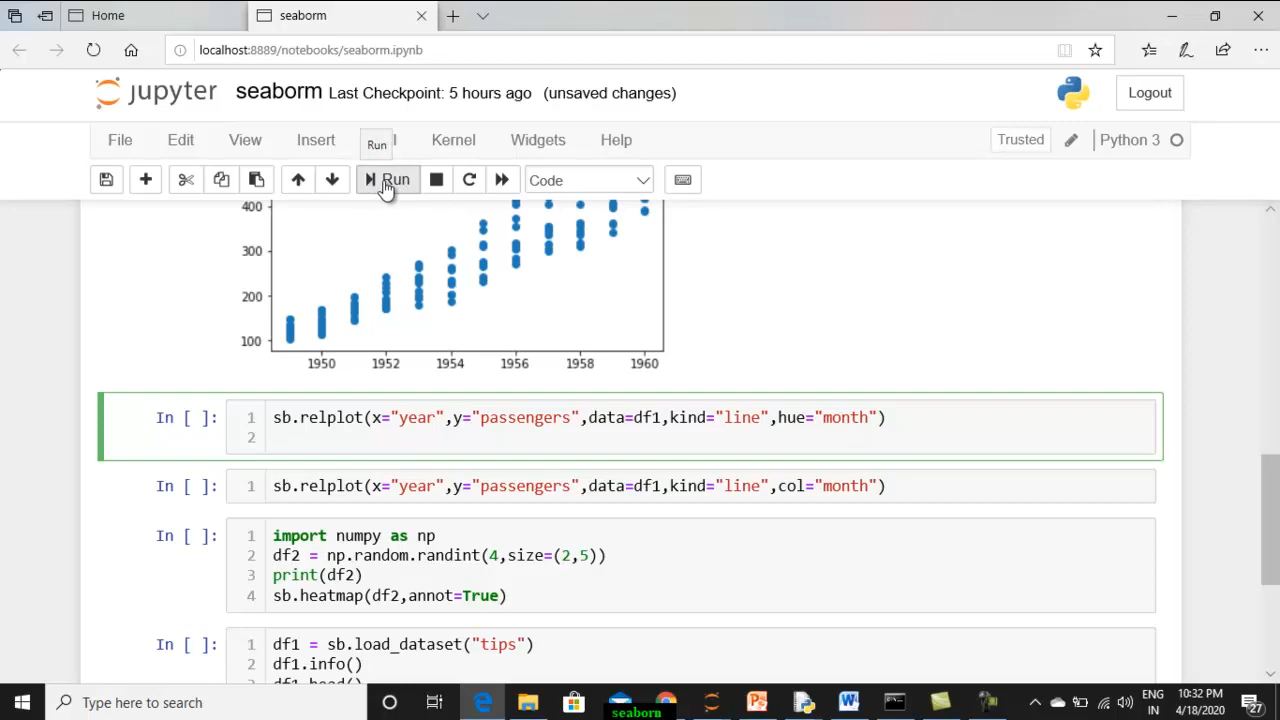 Home
seaborm
localhost:8889/notebooks/seaborm.ipynb
jupyter seaborm Last Checkpoint: 5 hours ago (unsaved changes)
Logout
File Edit View Insert Kernel Widgets Help
Run
Trusted Python 3
Run
Code
400
300
200
100
1950 1952 1954 1956 1958 1960
In [ ]: 1 sb.relplot(x="year",y="passengers",data=df1,kind="line",hue="month")
2
In [ ]: 1 sb.relplot(x="year",y="passengers",data=df1,kind="line",col="month")
In [ ]: 1 import numpy as np
2 df2 = np.random.randint(4,size=(2,5))
3 print(df2)
4 sb.heatmap(df2,annot=True)
In [ ]: 1 df1 = sb.load_dataset("tips")
2 df1.info()
3 df1.head()
Type here to search
seaborn
ENG
IN
10:32 PM
4/18/2020
27